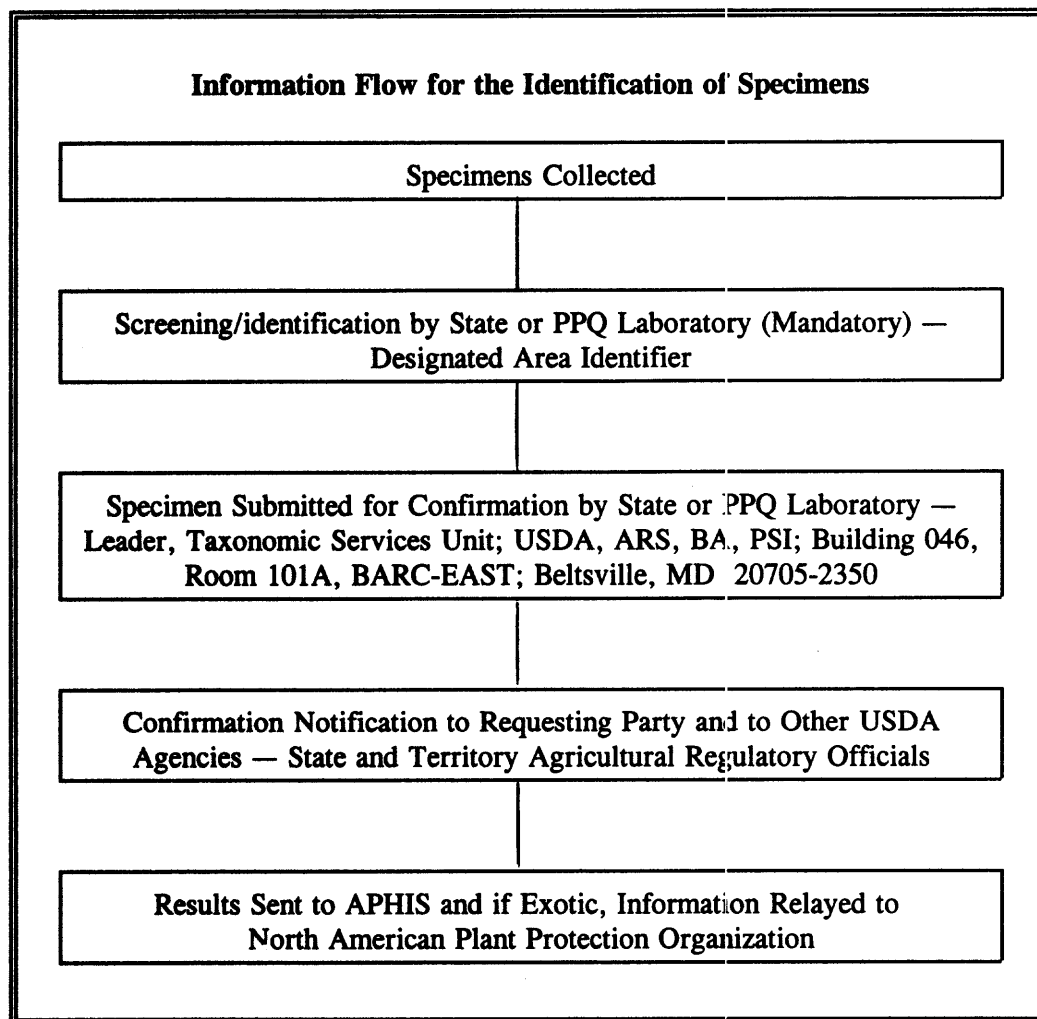 Information Flow for the Identification of Specimens
Specimens Collected
Screening/identification by State or PPQ Laboratory (Mandatory) —
Designated Area Identifier
Specimen Submitted for Confirmation by State or PPQ Laboratory —
Leader, Taxonomic Services Unit; USDA, ARS, BA, PSI; Building 046,
Room 101A, BARC-EAST; Beltsville, MD 20705-2350
Confirmation Notification to Requesting Party and to Other USDA
Agencies — State and Territory Agricultural Regulatory Officials
Results Sent to APHIS and if Exotic, Information Relayed to
North American Plant Protection Organization